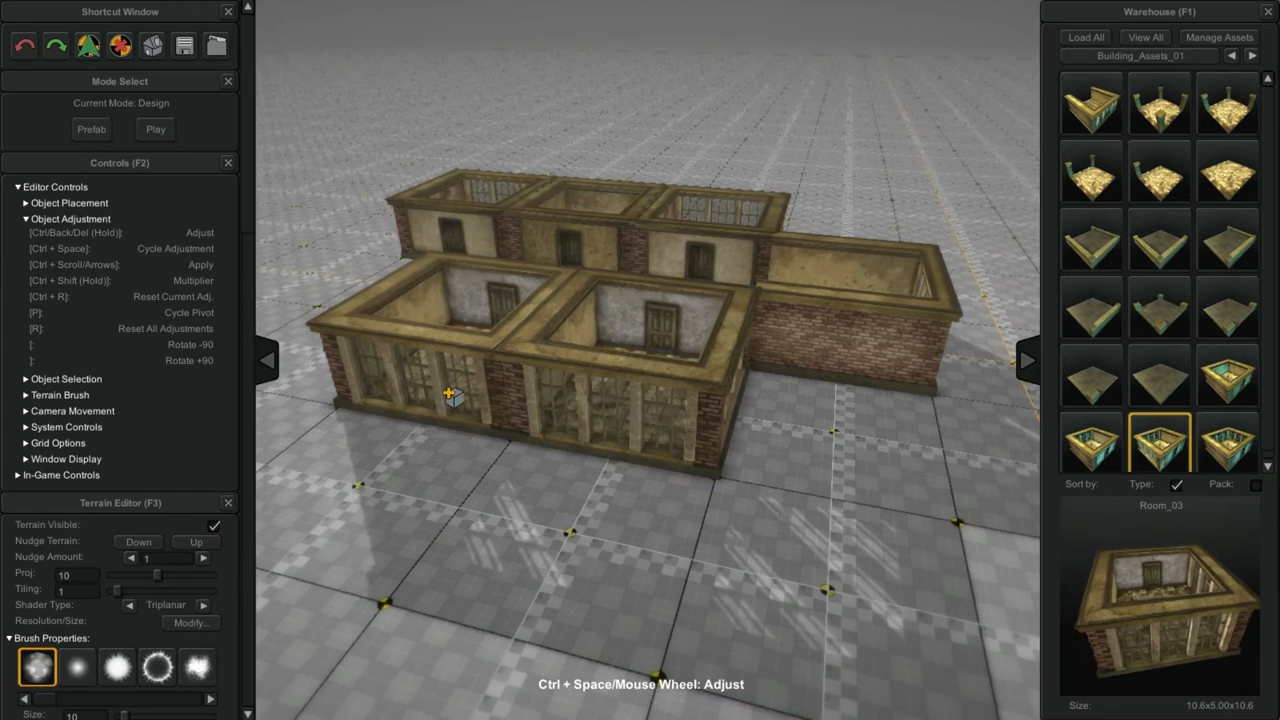 Shortcut Window
Mode Select
Current Mode: Design
Prefab
Play
Controls (F2)
Editor Controls
Object Placement
Object Adjustment
[Ctrl/Back/Del (Hold)]: Adjust
[Ctrl + Space]: Cycle Adjustment
[Ctrl + Scroll/Arrows]: Apply
[Ctrl + Shift (Hold)]: Multiplier
[Ctrl + R]: Reset Current Adj.
[P]: Cycle Pivot
[R]: Reset All Adjustments
[: Rotate -90
]: Rotate +90
Object Selection
Terrain Brush
Camera Movement
System Controls
Grid Options
Window Display
In-Game Controls
Terrain Editor (F3)
Terrain Visible:
Nudge Terrain: Down Up
Nudge Amount: 1
Proj: 10
Tiling: 1
Shader Type: Triplanar
Resolution/Size: Modify...
Brush Properties:
Size: 10
Ctrl + Space/Mouse Wheel: Adjust
Warehouse (F1)
Load All View All Manage Assets
Building_Assets_01
Sort by: Type: Pack:
Room_03
Size: 10.6x5.00x10.6